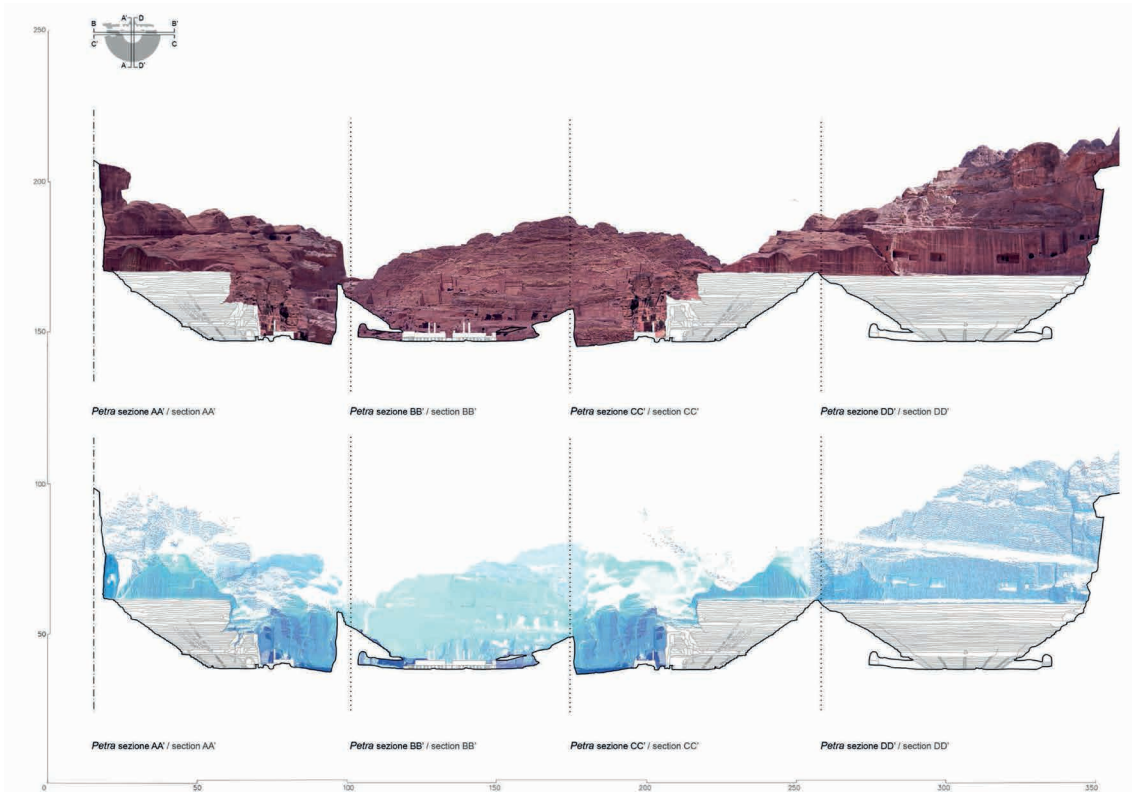 250
A' D
B B'
C' C
A D'
200
150
Petra sezione AA' / section AA'
Petra sezione BB' / section BB'
Petra sezione CC' / section CC'
Petra sezione DD' / section DD'
100
50
Petra sezione AA' / section AA'
Petra sezione BB' / section BB'
Petra sezione CC' / section CC'
Petra sezione DD' / section DD'
0 50 100 150 200 250 300 350